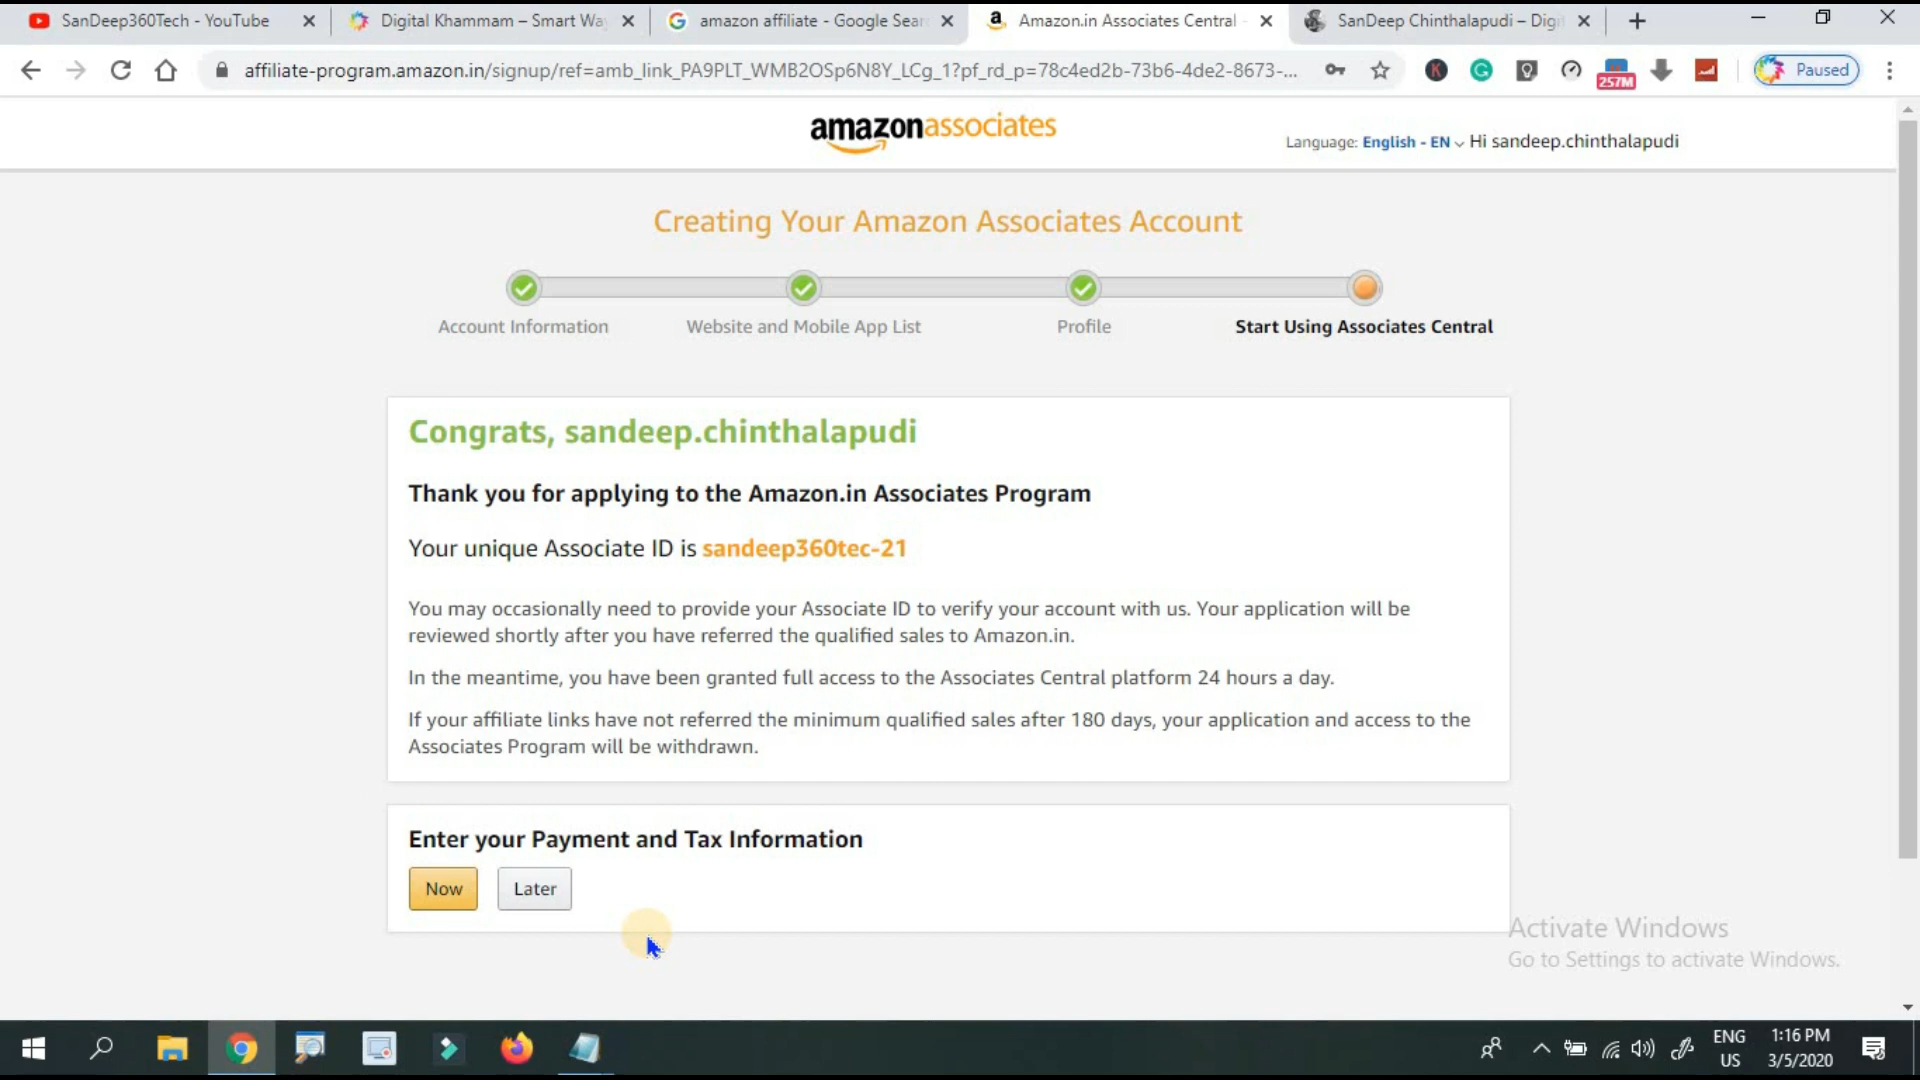 SanDeep360Tech - YouTube
Digital Khammam – Smart Wa
amazon affiliate - Google Sear
Amazon.in Associates Central
SanDeep Chinthalapudi – Digi
affiliate-program.amazon.in/signup/ref=amb_link_PA9PLT_WMB2OSp6N8Y_LCg_1?pf_rd_p=78c4ed2b-73b6-4de2-8673-...
257M
Paused
amazonassociates
Language: English - EN Hi sandeep.chinthalapudi
Creating Your Amazon Associates Account
Account Information
Website and Mobile App List
Profile
Start Using Associates Central
Congrats, sandeep.chinthalapudi
Thank you for applying to the Amazon.in Associates Program
Your unique Associate ID is sandeep360tec-21
You may occasionally need to provide your Associate ID to verify your account with us. Your application will be
reviewed shortly after you have referred the qualified sales to Amazon.in.
In the meantime, you have been granted full access to the Associates Central platform 24 hours a day.
If your affiliate links have not referred the minimum qualified sales after 180 days, your application and access to the
Associates Program will be withdrawn.
Enter your Payment and Tax Information
Now
Later
Activate Windows
Go to Settings to activate Windows.
ENG
US
1:16 PM
3/5/2020